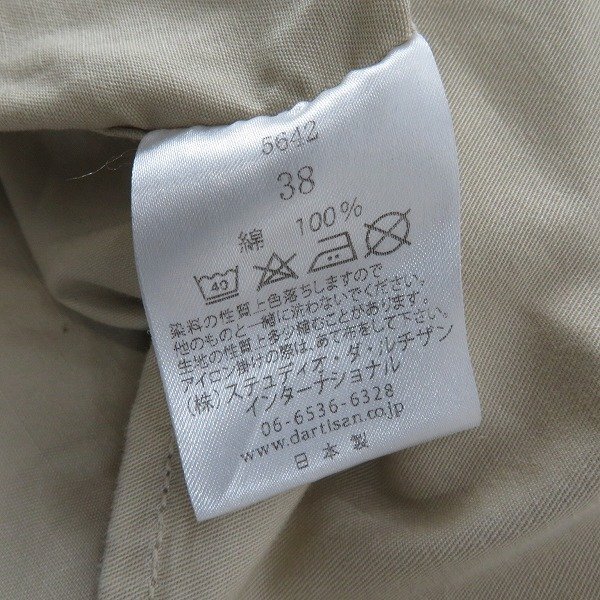 5642
38
綿 100%
40
染料の性質上色落ちしますので
他のものと一緒に洗わないでください。
生地の性質上多少縮むことがあります。
アイロン掛けの際は、あて布をして下さい。
(株)ステュディオ・ダ・ルチザン
インターナショナル
06-6536-6328
www.dartisan.co.jp
日本製